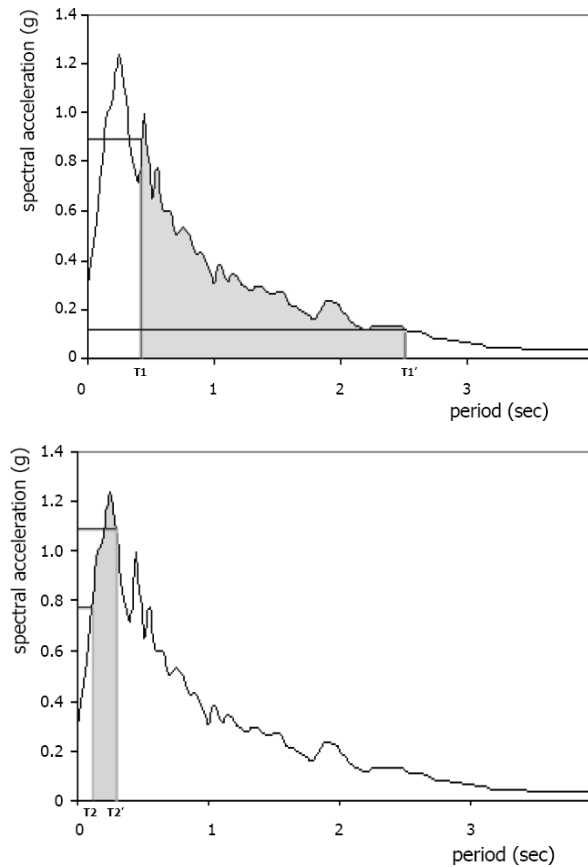 spectral acceleration (g)
1.4
1.2
1.0
0.8
0.6
0.4
0.2
0
0 1 2 3
T1 T1′
period (sec)
spectral acceleration (g)
1.4
1.2
1.0
0.8
0.6
0.4
0.2
0
T2 T2′
0 1 2 3
period (sec)